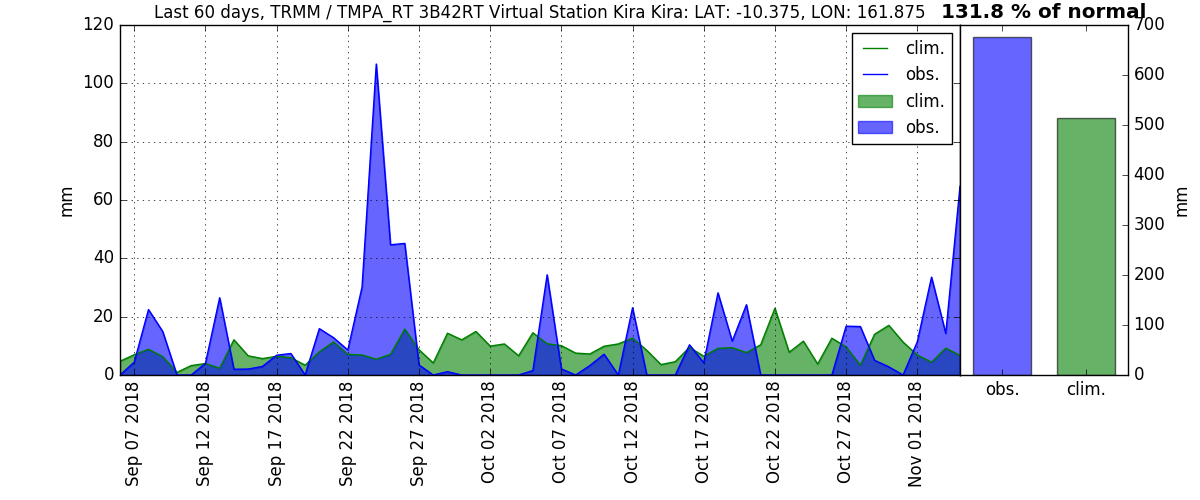 Last 60 days, TRMM / TMPA_RT 3B42RT Virtual Station Kira Kira: LAT: -10.375, LON: 161.875
131.8 % of normal
clim.
obs.
clim.
obs.
mm
120
100
80
60
40
20
0
Sep 07 2018
Sep 12 2018
Sep 17 2018
Sep 22 2018
Sep 27 2018
Oct 02 2018
Oct 07 2018
Oct 12 2018
Oct 17 2018
Oct 22 2018
Oct 27 2018
Nov 01 2018
700
600
500
400
300
200
100
0
mm
obs.
clim.